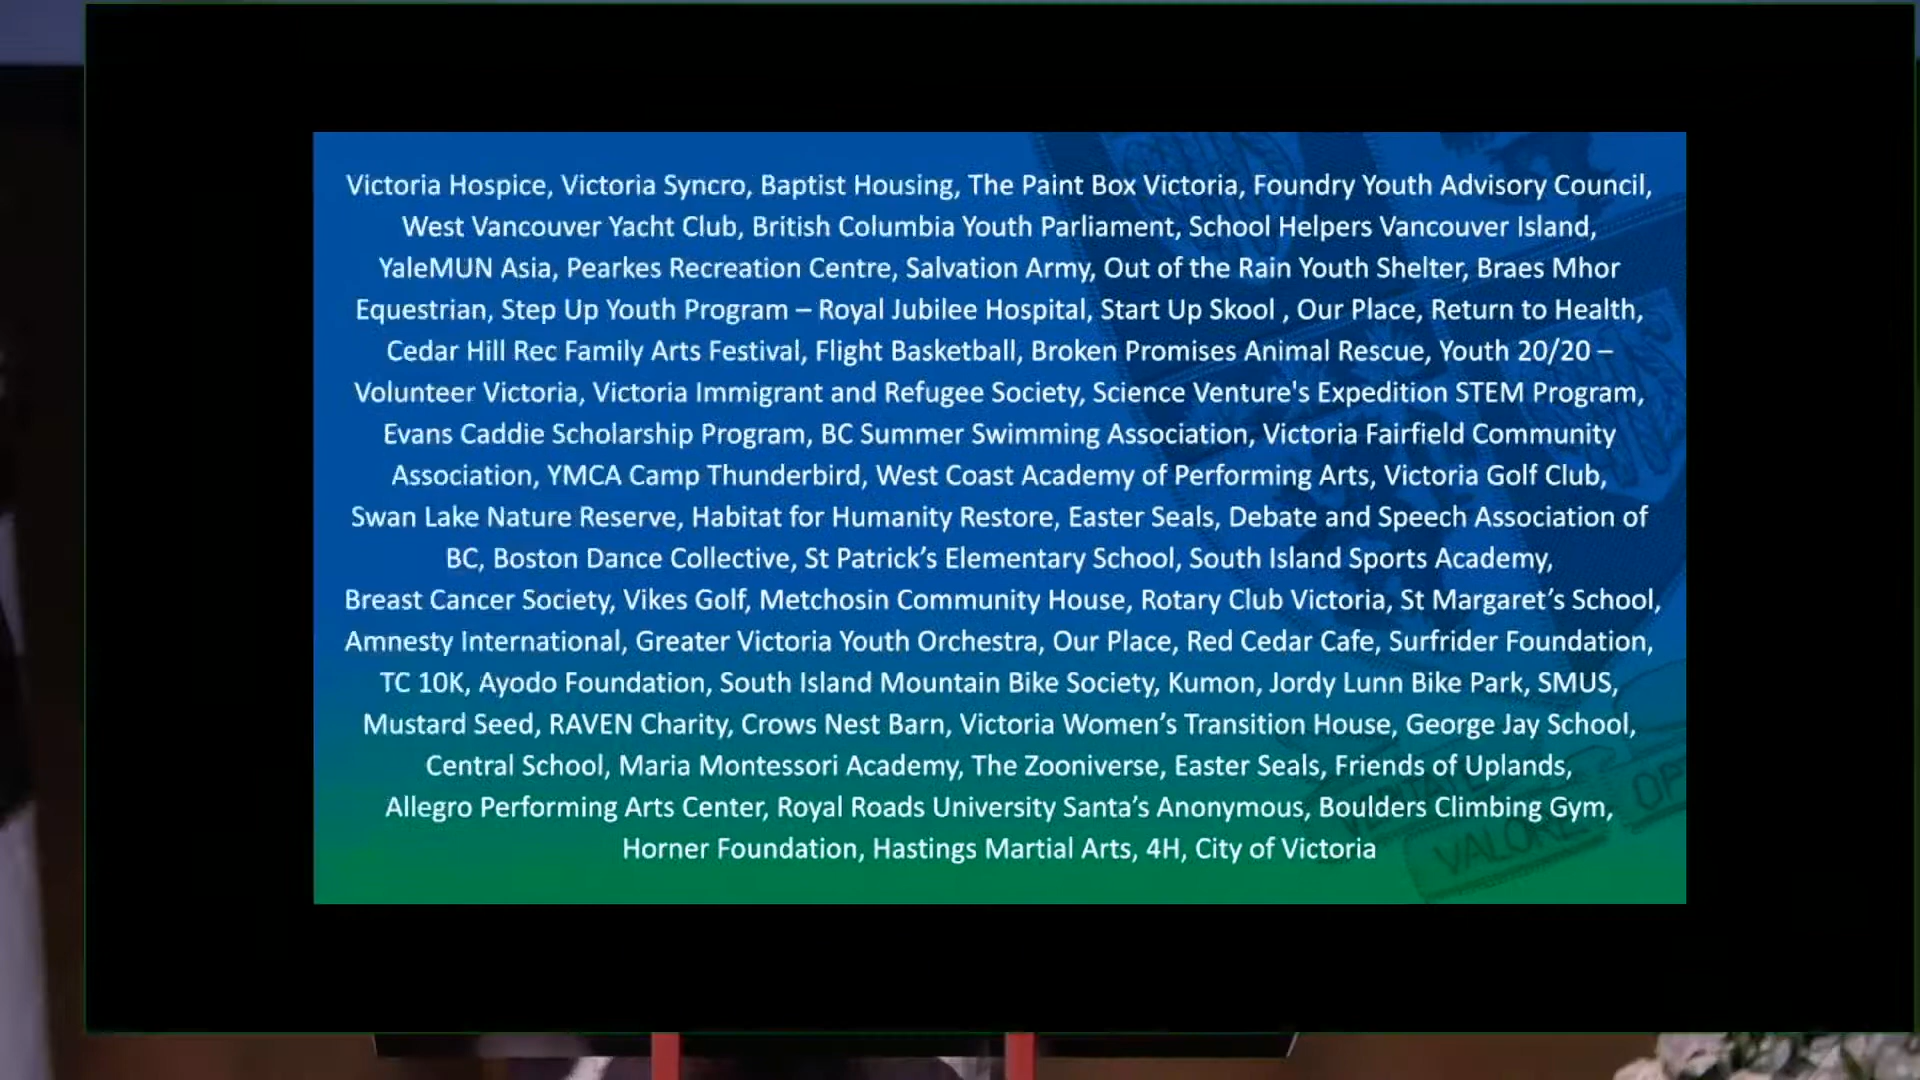 Victoria Hospice, Victoria Syncro, Baptist Housing, The Paint Box Victoria, Foundry Youth Advisory Council,
West Vancouver Yacht Club, British Columbia Youth Parliament, School Helpers Vancouver Island,
YaleMUN Asia, Pearkes Recreation Centre, Salvation Army, Out of the Rain Youth Shelter, Braes Mhor
Equestrian, Step Up Youth Program – Royal Jubilee Hospital, Start Up Skool , Our Place, Return to Health,
Cedar Hill Rec Family Arts Festival, Flight Basketball, Broken Promises Animal Rescue, Youth 20/20 –
Volunteer Victoria, Victoria Immigrant and Refugee Society, Science Venture's Expedition STEM Program,
Evans Caddie Scholarship Program, BC Summer Swimming Association, Victoria Fairfield Community
Association, YMCA Camp Thunderbird, West Coast Academy of Performing Arts, Victoria Golf Club,
Swan Lake Nature Reserve, Habitat for Humanity Restore, Easter Seals, Debate and Speech Association of
BC, Boston Dance Collective, St Patrick’s Elementary School, South Island Sports Academy,
Breast Cancer Society, Vikes Golf, Metchosin Community House, Rotary Club Victoria, St Margaret’s School,
Amnesty International, Greater Victoria Youth Orchestra, Our Place, Red Cedar Cafe, Surfrider Foundation,
TC 10K, Ayodo Foundation, South Island Mountain Bike Society, Kumon, Jordy Lunn Bike Park, SMUS,
Mustard Seed, RAVEN Charity, Crows Nest Barn, Victoria Women’s Transition House, George Jay School,
Central School, Maria Montessori Academy, The Zooniverse, Easter Seals, Friends of Uplands,
Allegro Performing Arts Center, Royal Roads University Santa’s Anonymous, Boulders Climbing Gym,
Horner Foundation, Hastings Martial Arts, 4H, City of Victoria
VALORE